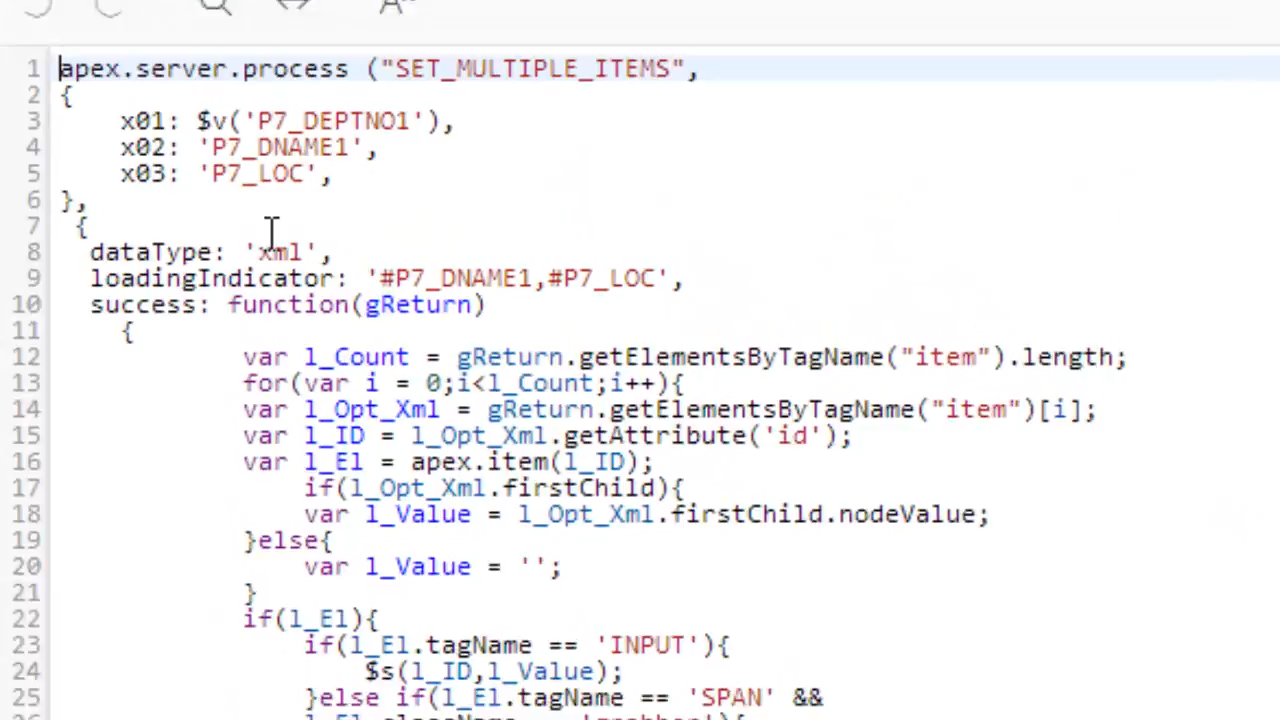 1 apex.server.process ("SET_MULTIPLE_ITEMS",
2 {
3 x01: $v('P7_DEPTNO1'),
4 x02: 'P7_DNAME1',
5 x03: 'P7_LOC',
6 },
7 {
8 dataType: 'xml',
9 loadingIndicator: '#P7_DNAME1,#P7_LOC',
10 success: function(gReturn)
11 {
12 var l_Count = gReturn.getElementsByTagName("item").length;
13 for(var i = 0;i<l_Count;i++){
14 var l_Opt_Xml = gReturn.getElementsByTagName("item")[i];
15 var l_ID = l_Opt_Xml.getAttribute('id');
16 var l_El = apex.item(l_ID);
17 if(l_Opt_Xml.firstChild){
18 var l_Value = l_Opt_Xml.firstChild.nodeValue;
19 }else{
20 var l_Value = '';
21 }
22 if(l_El){
23 if(l_El.tagName == 'INPUT'){
24 $s(l_ID,l_Value);
25 }else if(l_El.tagName == 'SPAN' &&